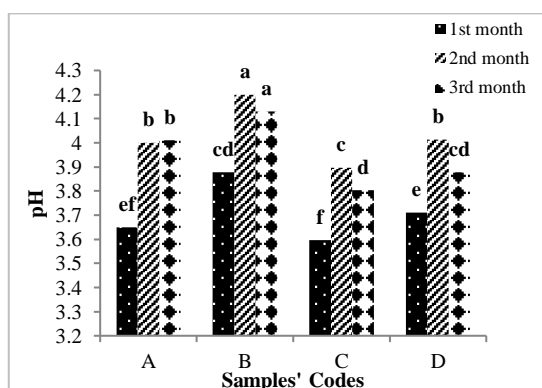 1st month
2nd month
3rd month
4.3
4.2
4.1
4
3.9
3.8
3.7
3.6
3.5
3.4
3.3
3.2
pH
ef b b
cd a a
f c d
e b cd
A B C D
Samples' Codes